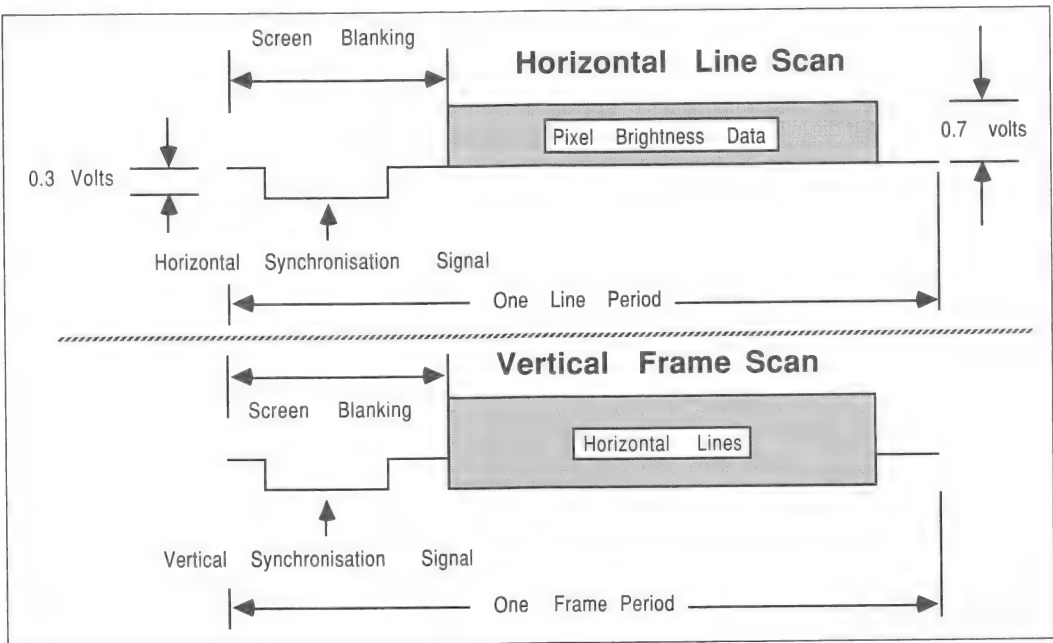 Screen Blanking
Horizontal Line Scan
Pixel Brightness Data
0.7 volts
0.3 Volts
Horizontal Synchronisation Signal
One Line Period
Vertical Frame Scan
Screen Blanking
Horizontal Lines
Vertical Synchronisation Signal
One Frame Period